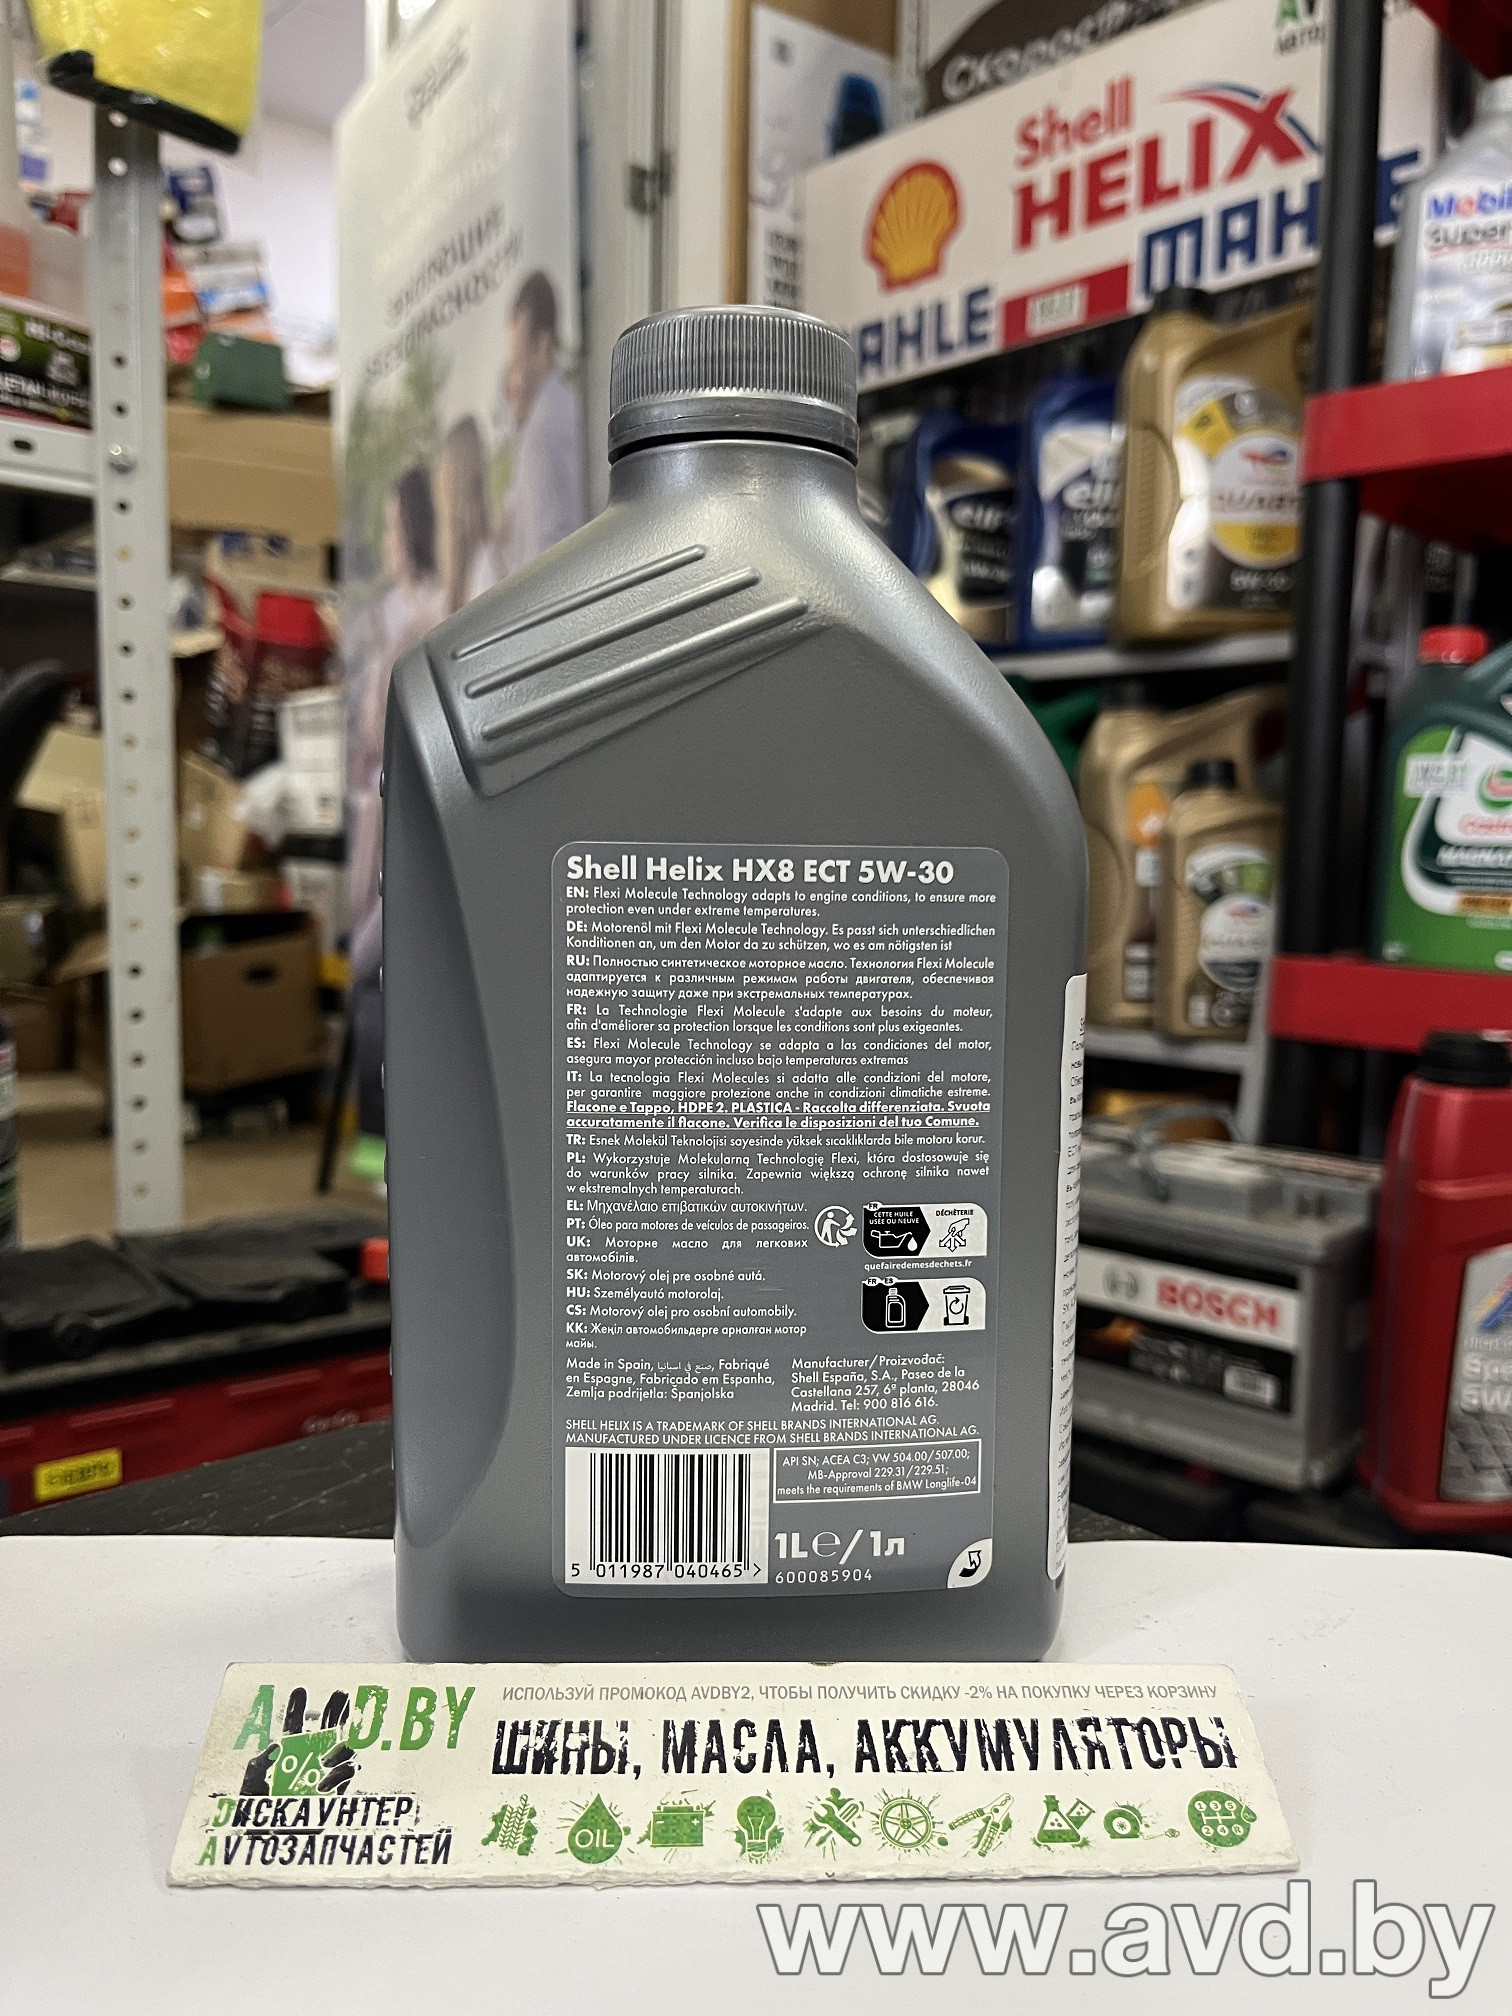 Shell
HELIX
MAHLE
AHLE
Mobil
Super
3000
BOSCH
Shell Helix HX8 ECT 5W-30
EN: Flexi Molecule Technology adapts to engine conditions, to ensure more
protection even under extreme temperatures.
DE: Motorenöl mit Flexi Molecule Technology. Es passt sich unterschiedlichen
Konditionen an, um den Motor da zu schützen, wo es am nötigsten ist
RU: Полностью синтетическое моторное масло. Технология Flexi Molecule
адаптируется к различным режимам работы двигателя, обеспечивая
надежную защиту даже при экстремальных температурах.
FR: La Technologie Flexi Molecule s'adapte aux besoins du moteur,
afin d'améliorer sa protection lorsque les conditions sont plus exigeantes.
ES: Flexi Molecule Technology se adapta a las condiciones del motor,
asegura mayor protección incluso bajo temperaturas extremas
IT: La tecnologia Flexi Molecules si adatta alle condizioni del motore,
per garantire maggiore protezione anche in condizioni climatiche estreme.
Flacone e Tappo, HDPE 2. PLASTICA - Raccolta differenziata. Svuota
accuratamente il flacone. Verifica le disposizioni del tuo Comune.
TR: Esnek Molekül Teknolojisi sayesinde yüksek sıcaklıklarda bile motoru korur.
PL: Wykorzystuje Molekularną Technologię Flexi, która dostosowuje się
do warunków pracy silnika. Zapewnia większą ochronę silnika nawet
w ekstremalnych temperaturach.
EL: Μηχανέλαιο επιβατικών αυτοκινήτων.
PT: Óleo para motores de veículos de passageiros.
UK: Моторне масло для легкових
автомобілів.
SK: Motorový olej pre osobné autá.
HU: Személyautó motorolaj.
CS: Motorový olej pro osobní automobily.
KK: Жеңіл автомобильдерге арналған мотор
майы.
FR
CETTE HUILE
USÉE OU NEUVE
DÉCHÈTERIE
quefairedemesdechets.fr
FR ES
Made in Spain, صنع في اسبانيا, Fabriqué
en Espagne, Fabricado em Espanha,
Zemlja podrijetla: Španjolska
Manufacturer/Proizvođač:
Shell España, S.A., Paseo de la
Castellana 257, 6ª planta, 28046
Madrid. Tel: 900 816 616.
SHELL HELIX IS A TRADEMARK OF SHELL BRANDS INTERNATIONAL AG.
MANUFACTURED UNDER LICENCE FROM SHELL BRANDS INTERNATIONAL AG.
API SN; ACEA C3; VW 504.00/507.00;
MB-Approval 229.31/229.51;
meets the requirements of BMW Longlife-04
5 011987 040465 >
1L℮/1л
600085904
AVD.BY
ИСПОЛЬЗУЙ ПРОМОКОД AVDBY2, ЧТОБЫ ПОЛУЧИТЬ СКИДКУ -2% НА ПОКУПКУ ЧЕРЕЗ КОРЗИНУ
ШИНЫ, МАСЛА, АККУМУЛЯТОРЫ
%
DИСКАУНТЕР
AVТОЗАПЧАСТЕЙ
OIL
1 3 5
2 4 R
www.avd.by